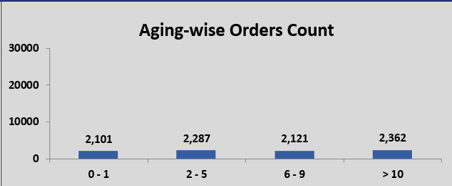 Aging-wise Orders Count
30000
20000
10000
0
2,101 2,287 2,121 2,362
0 - 1 2 - 5 6 - 9 > 10